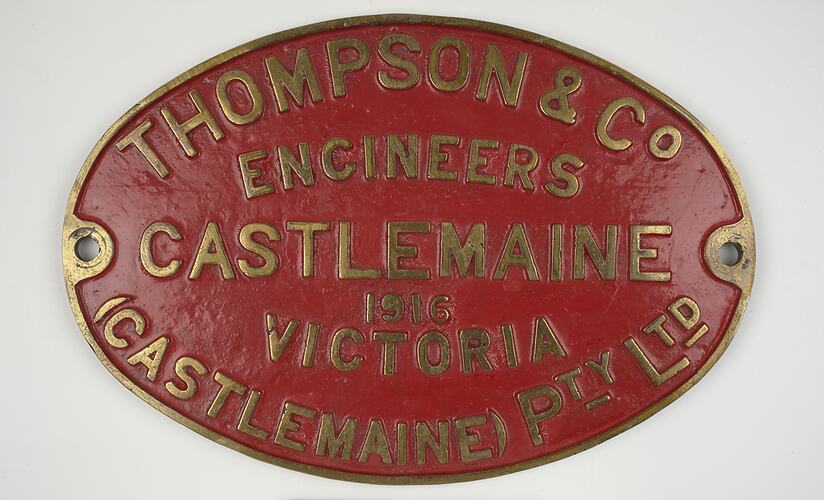 THOMPSON & CO
ENGINEERS
CASTLEMAINE
1916
VICTORIA
(CASTLEMAINE) PTY LTD